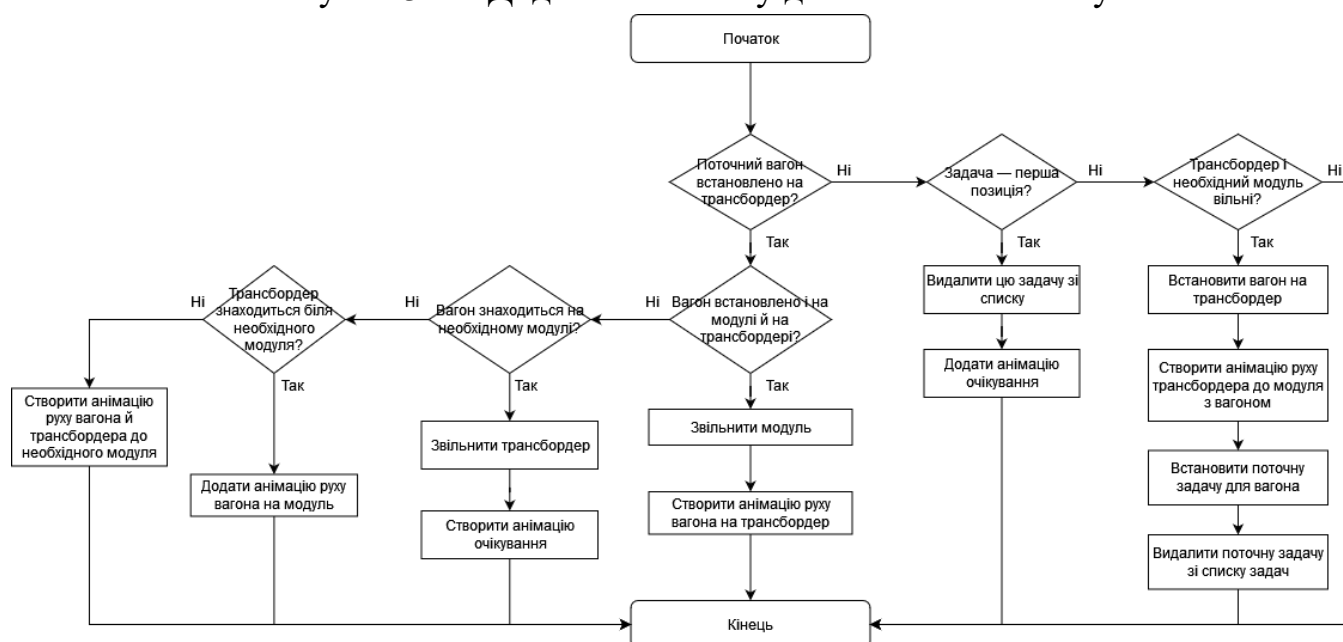 Початок
Поточний вагон
встановлено на
трансбордер?
Ні
Задача — перша
позиція?
Ні
Трансбордер і
необхідний модуль
вільні?
Ні
Так
Так
Так
Трансбордер
знаходиться біля
необхідного
модуля?
Ні
Вагон знаходиться на
необхідному модулі?
Ні
Вагон встановлено і на
модулі й на
трансбордері?
Ні
Видалити цю задачу зі
списку
Встановити вагон на
трансбордер
Так
Так
Так
Додати анімацію
очікування
Створити анімацію руху
трансбордера до модуля
з вагоном
Створити анімацію
руху вагона й
трансбордера до
необхідного модуля
Звільнити трансбордер
Звільнити модуль
Додати анімацію руху
вагона на модуль
Створити анімацію
очікування
Створити анімацію руху
вагона на трансбордер
Встановити поточну
задачу для вагона
Видалити поточну задачу
зі списку задач
Кінець